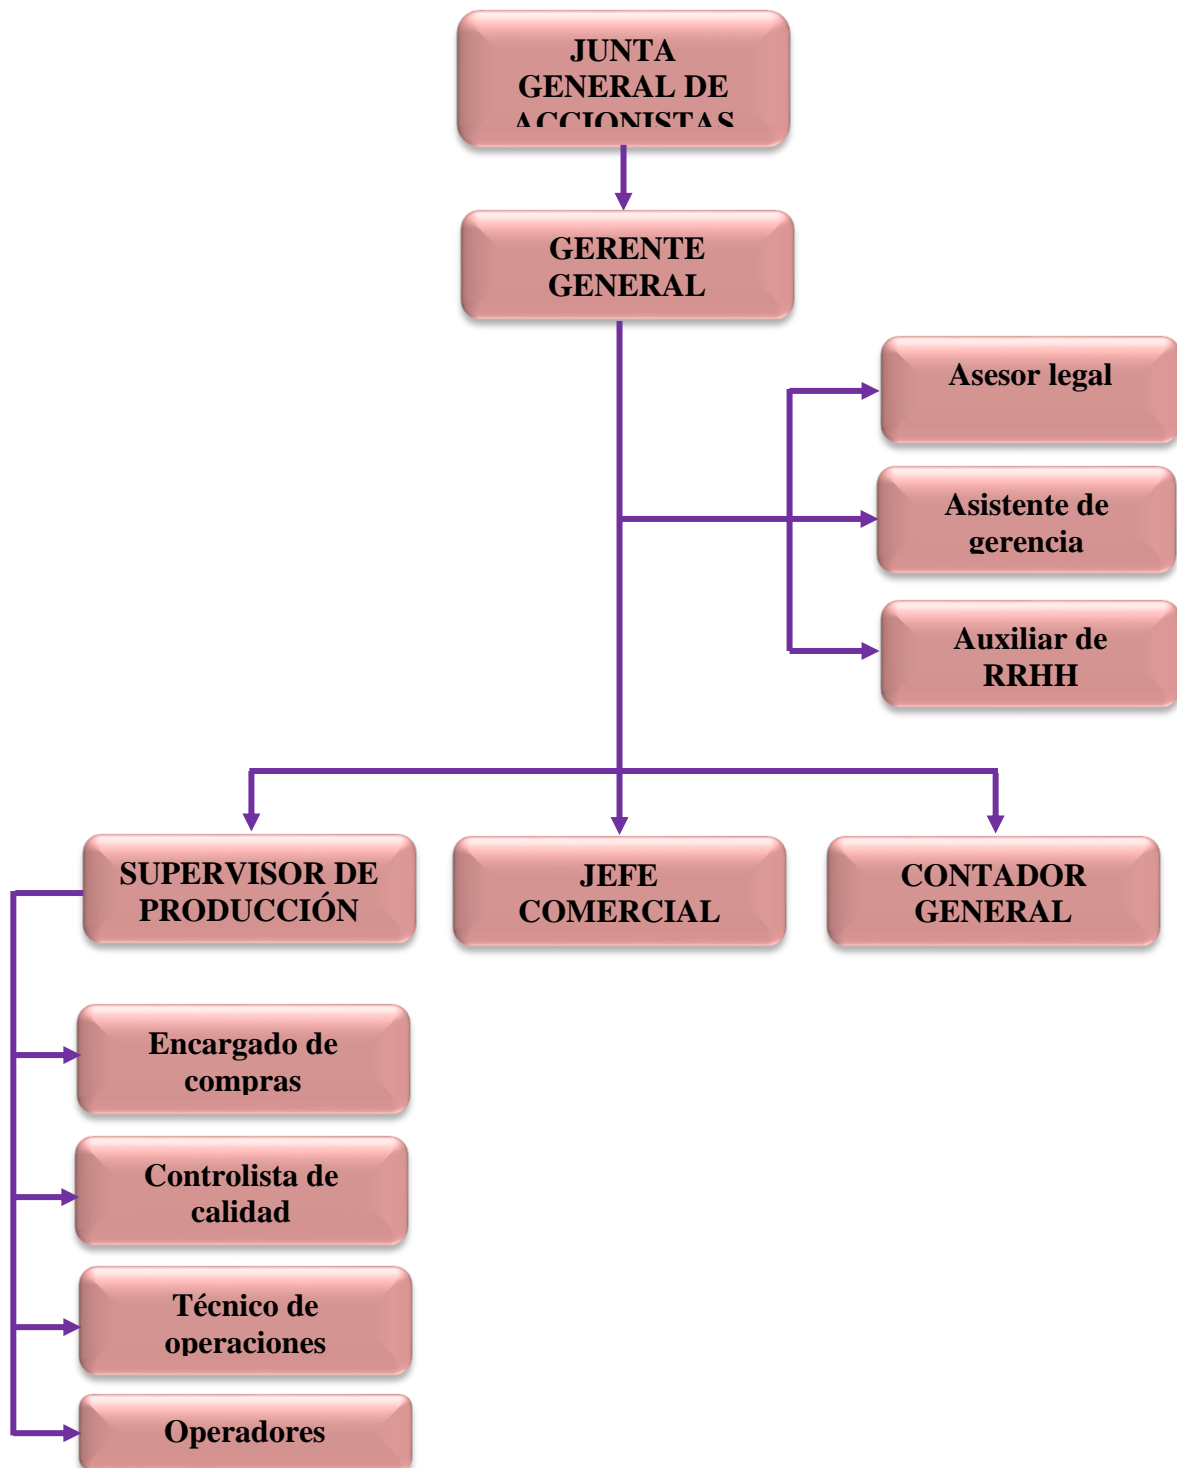 JUNTA
GENERAL DE
ACCIONISTAS
GERENTE
GENERAL
Asesor legal
Asistente de
gerencia
Auxiliar de
RRHH
SUPERVISOR DE
PRODUCCIÓN
JEFE
COMERCIAL
CONTADOR
GENERAL
Encargado de
compras
Controlista de
calidad
Técnico de
operaciones
Operadores